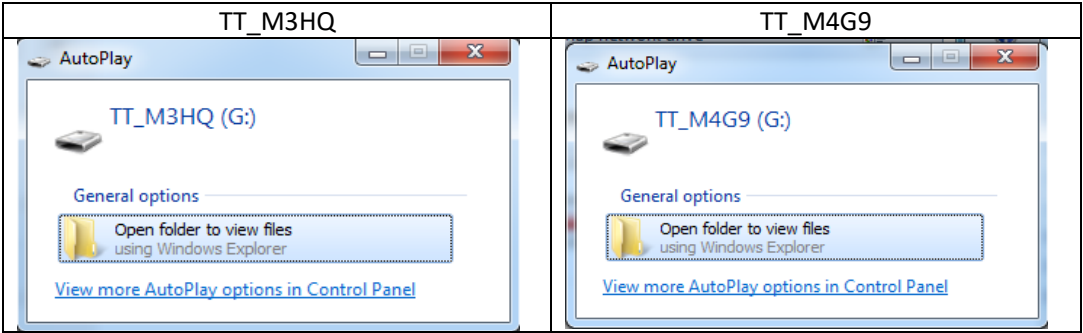 TT_M3HQ
AutoPlay
TT_M3HQ (G:)
General options
Open folder to view files
using Windows Explorer
View more AutoPlay options in Control Panel
TT_M4G9
AutoPlay
TT_M4G9 (G:)
General options
Open folder to view files
using Windows Explorer
View more AutoPlay options in Control Panel